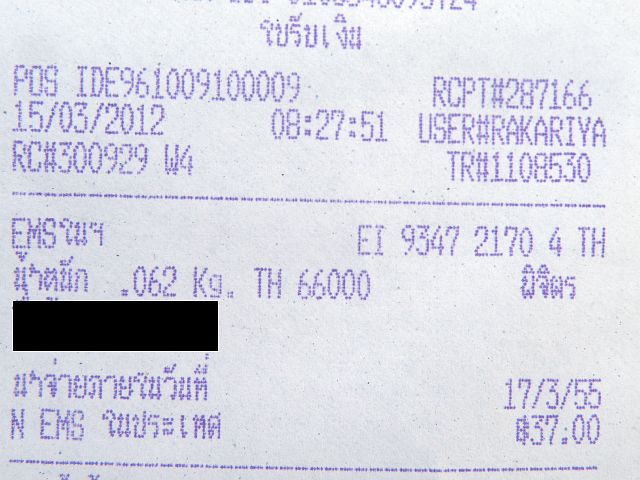 ใบรับเงิน
POS IDE961009100009 RCPT#287166
15/03/2012 08:27:51 USER#RAKARIYA
RC#300929 W4 TR#1108530
EMSในฯ EI 9347 2170 4 TH
น้ำหนัก .062 Kg. TH 66000 พิจิตร
นำจ่ายภายในวันที่ 17/3/55
N EMS ในประเทศ ฿37.00